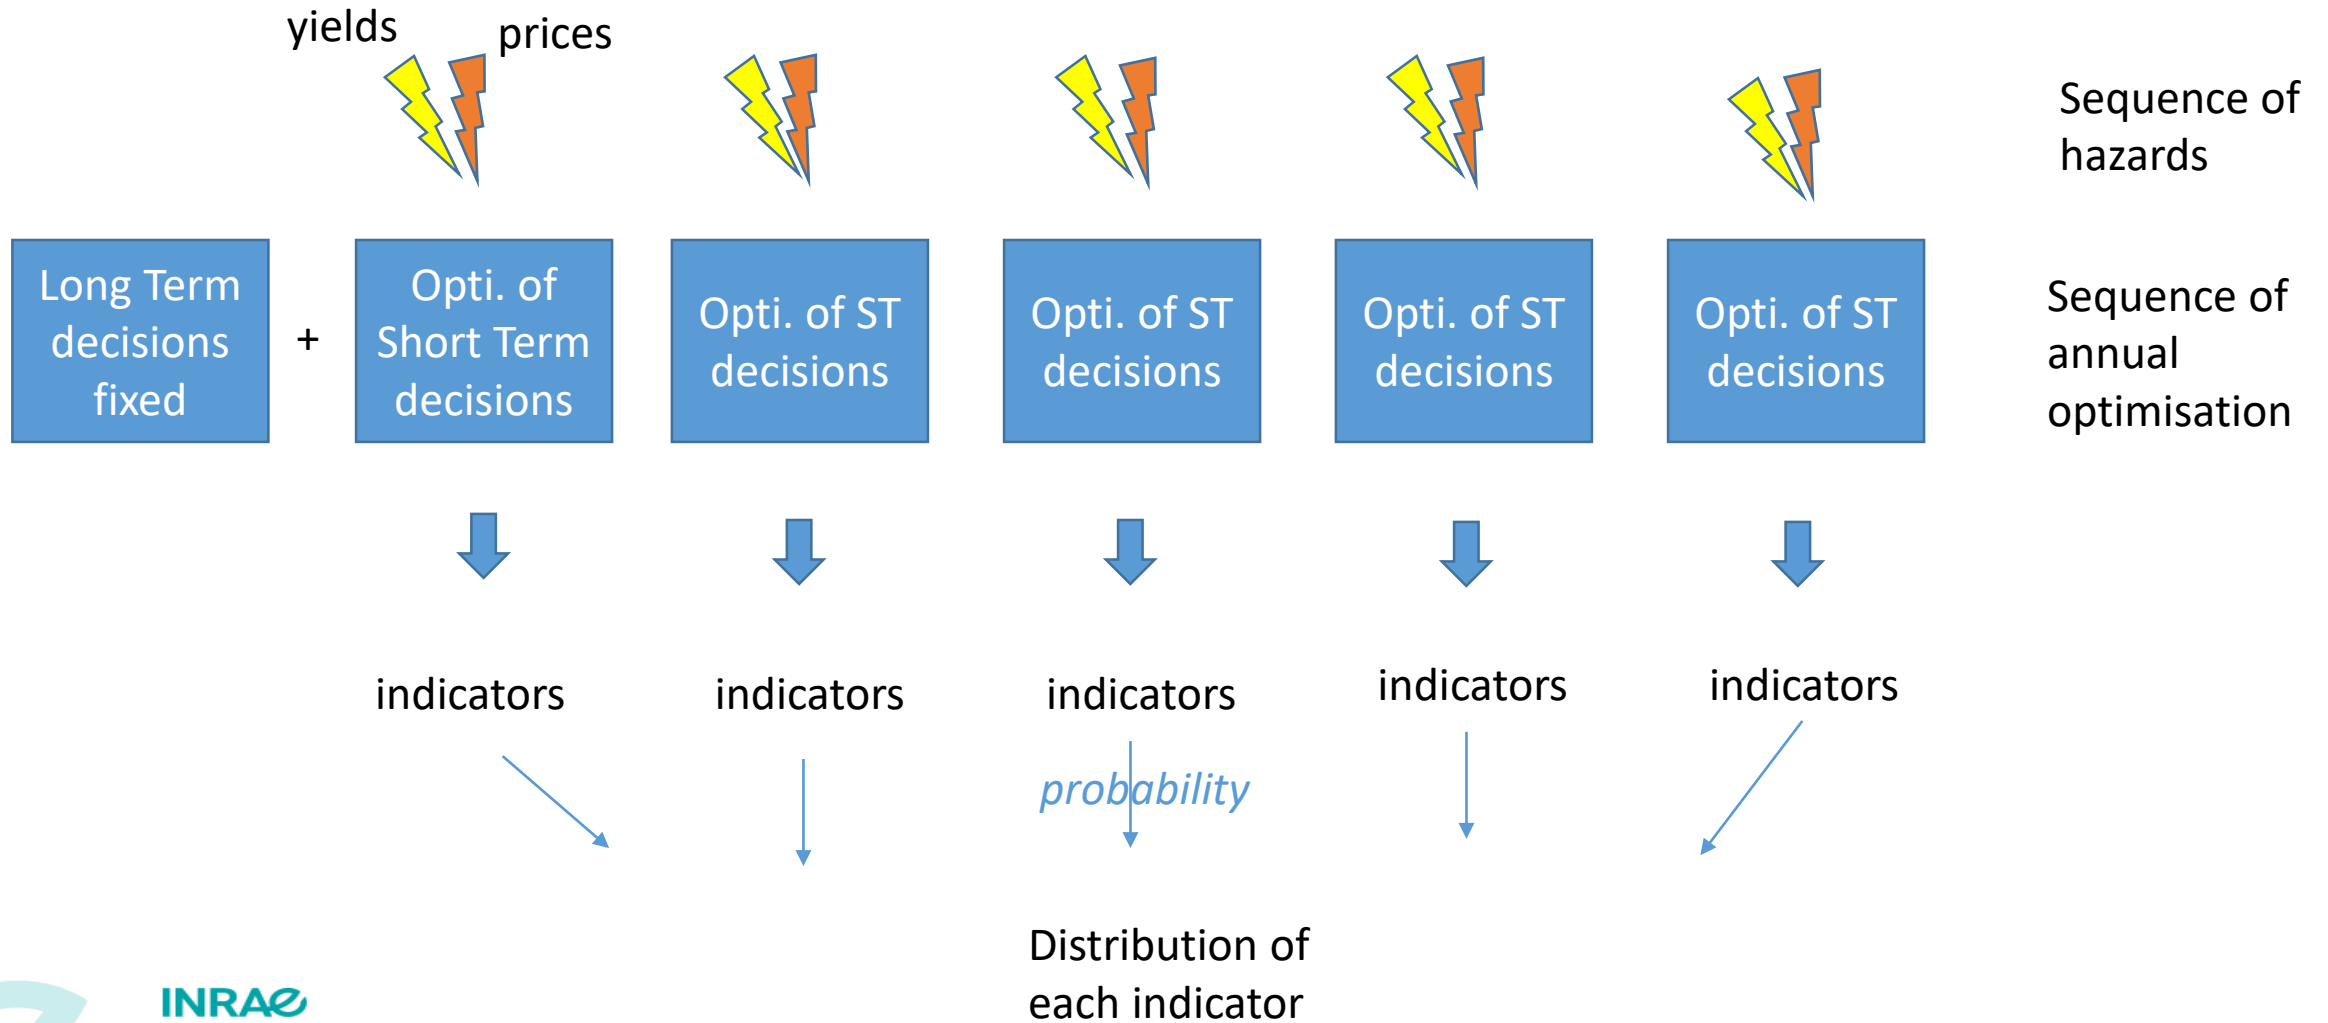 yields
prices
Sequence of
hazards
Long Term
decisions
fixed
+
Opti. of
Short Term
decisions
Opti. of ST
decisions
Opti. of ST
decisions
Opti. of ST
decisions
Opti. of ST
decisions
Sequence of
annual
optimisation
indicators
indicators
indicators
indicators
indicators
probability
Distribution of
each indicator
INRAE